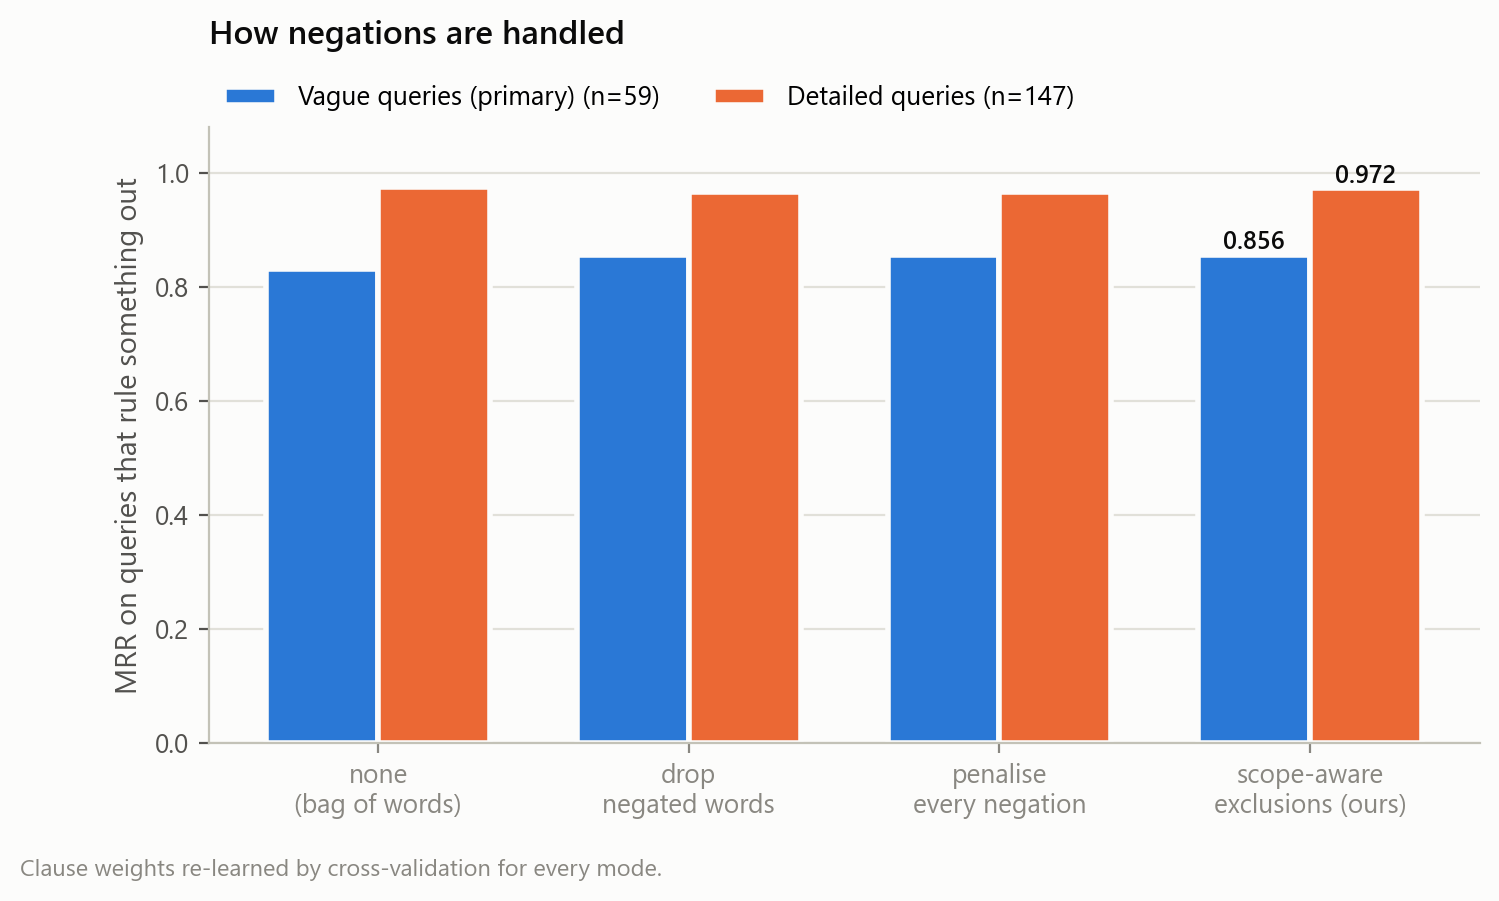 How negations are handled
Vague queries (primary) (n=59)
Detailed queries (n=147)
MRR on queries that rule something out
1.0
0.8
0.6
0.4
0.2
0.0
0.856
0.972
none
(bag of words)
drop
negated words
penalise
every negation
scope-aware
exclusions (ours)
Clause weights re-learned by cross-validation for every mode.